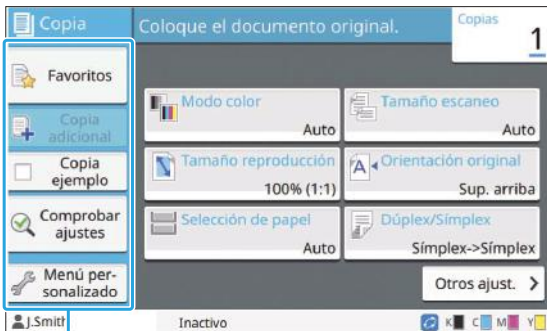 Copia
Coloque el documento original.
Copias
1
Favoritos
Copia
adicional
Copia
ejemplo
Comprobar
ajustes
Menú per-
sonalizado
Modo color
Auto
Tamaño escaneo
Auto
Tamaño reproducción
100% (1:1)
Orientación original
A
Sup. arriba
Selección de papel
Auto
Dúplex/Símplex
Símplex->Símplex
Otros ajust. >
J.Smith
Inactivo
K C M Y